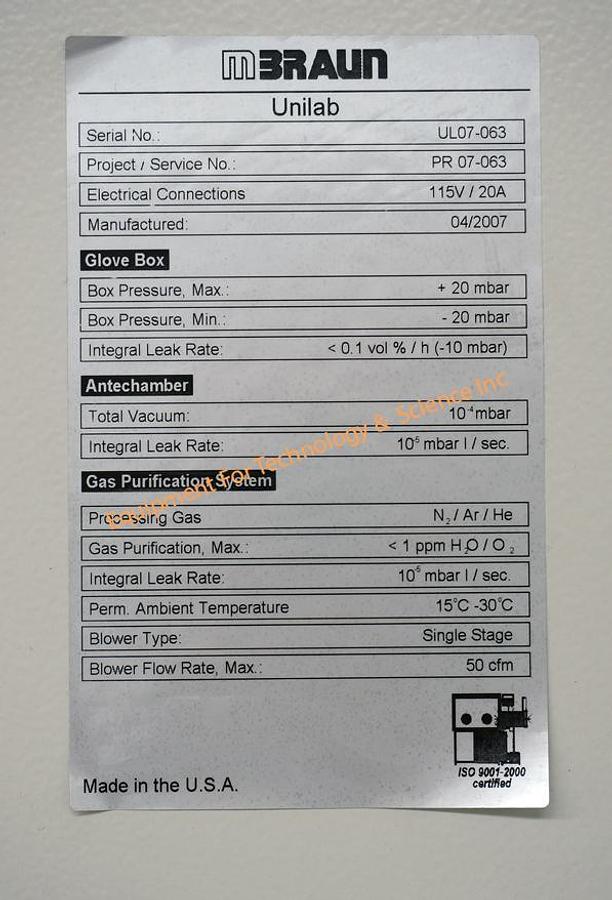 mBRAUN
Unilab
Serial No.: UL07-063
Project / Service No.: PR 07-063
Electrical Connections 115V / 20A
Manufactured: 04/2007
Glove Box
Box Pressure, Max.: + 20 mbar
Box Pressure, Min.: - 20 mbar
Integral Leak Rate: < 0.1 vol % / h (-10 mbar)
Antechamber
Total Vacuum: 10⁻⁴ mbar
Integral Leak Rate: 10⁻⁵ mbar l / sec.
Gas Purification System
Processing Gas N₂ / Ar / He
Gas Purification, Max.: < 1 ppm H₂O / O₂
Integral Leak Rate: 10⁻⁵ mbar l / sec.
Perm. Ambient Temperature 15°C -30°C
Blower Type: Single Stage
Blower Flow Rate, Max.: 50 cfm
ISO 9001-2000
certified
Made in the U.S.A.
Equipment For Technology & Science Inc